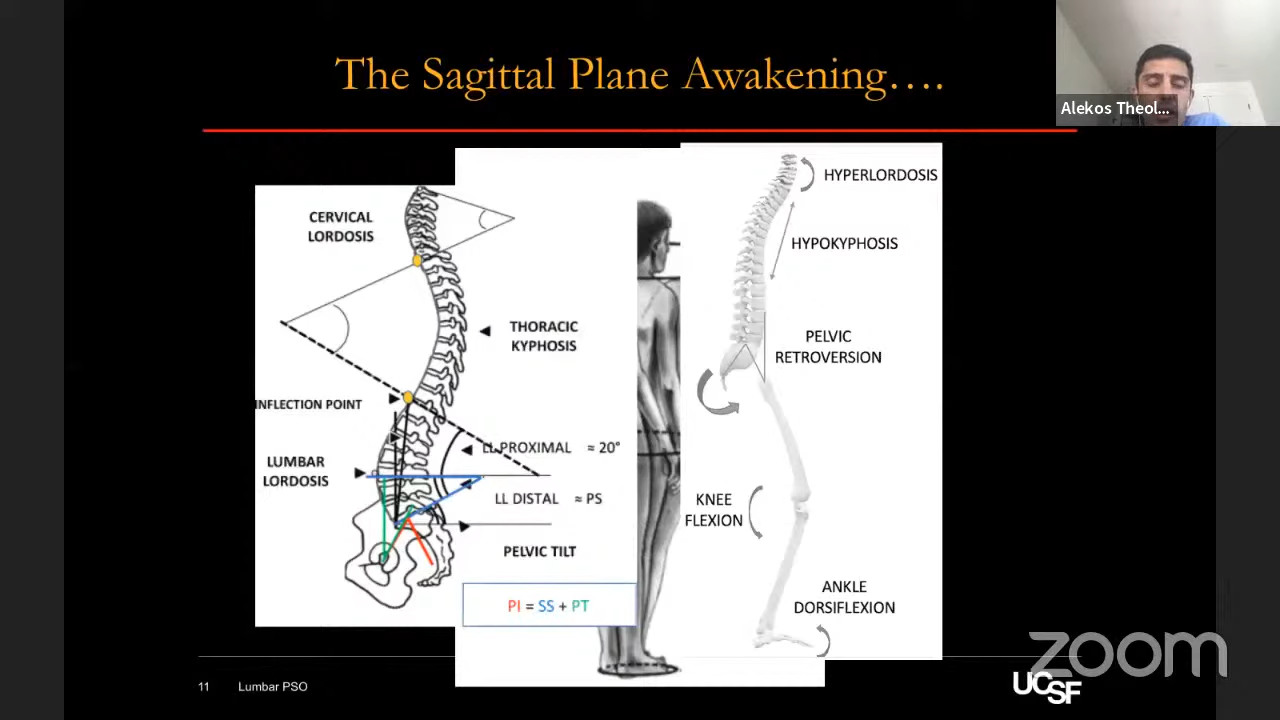 The Sagittal Plane Awakening....
Alekos Theol...
CERVICAL
LORDOSIS
THORACIC
KYPHOSIS
INFLECTION POINT
LL PROXIMAL ≈ 20°
LUMBAR
LORDOSIS
LL DISTAL ≈ PS
PELVIC TILT
PI = SS + PT
HYPERLORDOSIS
HYPOKYPHOSIS
PELVIC
RETROVERSION
KNEE
FLEXION
ANKLE
DORSIFLEXION
zoom
11 Lumbar PSO
UCSF